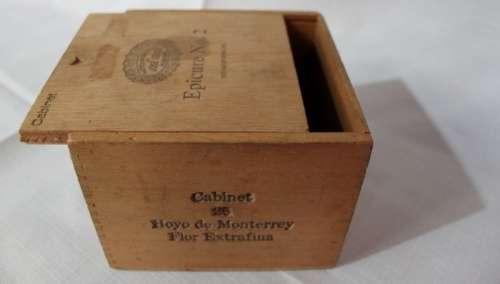 Cabinet
Epicure No. 2
Cabinet
25
Hoyo de Monterrey
Flor Extrafina